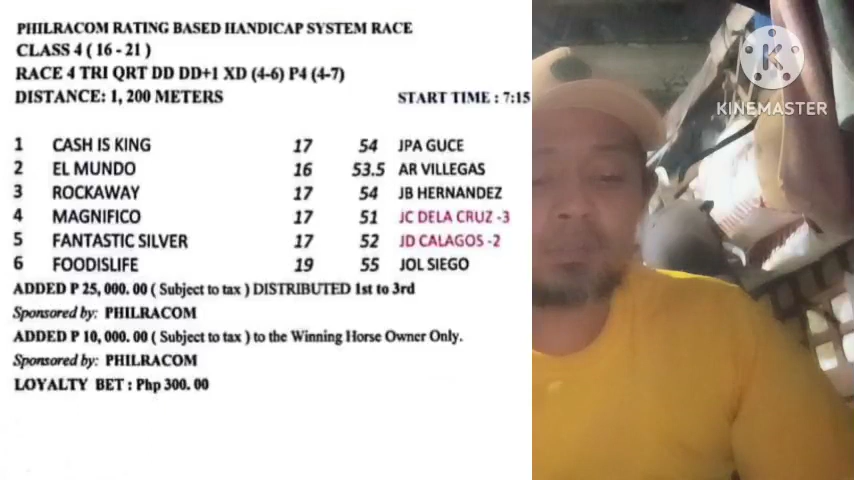 PHILRACOM RATING BASED HANDICAP SYSTEM RACE
CLASS 4 ( 16 - 21 )
RACE 4 TRI QRT DD DD+1 XD (4-6) P4 (4-7)
DISTANCE: 1, 200 METERS START TIME : 7:15
1 CASH IS KING 17 54 JPA GUCE
2 EL MUNDO 16 53.5 AR VILLEGAS
3 ROCKAWAY 17 54 JB HERNANDEZ
4 MAGNIFICO 17 51 JC DELA CRUZ -3
5 FANTASTIC SILVER 17 52 JD CALAGOS -2
6 FOODISLIFE 19 55 JOL SIEGO
ADDED P 25, 000. 00 ( Subject to tax ) DISTRIBUTED 1st to 3rd
Sponsored by: PHILRACOM
ADDED P 10, 000. 00 ( Subject to tax ) to the Winning Horse Owner Only.
Sponsored by: PHILRACOM
LOYALTY BET : Php 300. 00
K
KINEMASTER